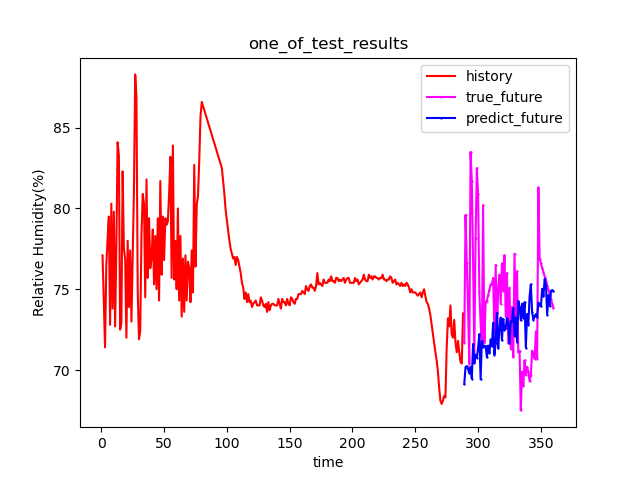 one_of_test_results
history
true_future
predict_future
Relative Humidity(%)
85
80
75
70
0 50 100 150 200 250 300 350
time